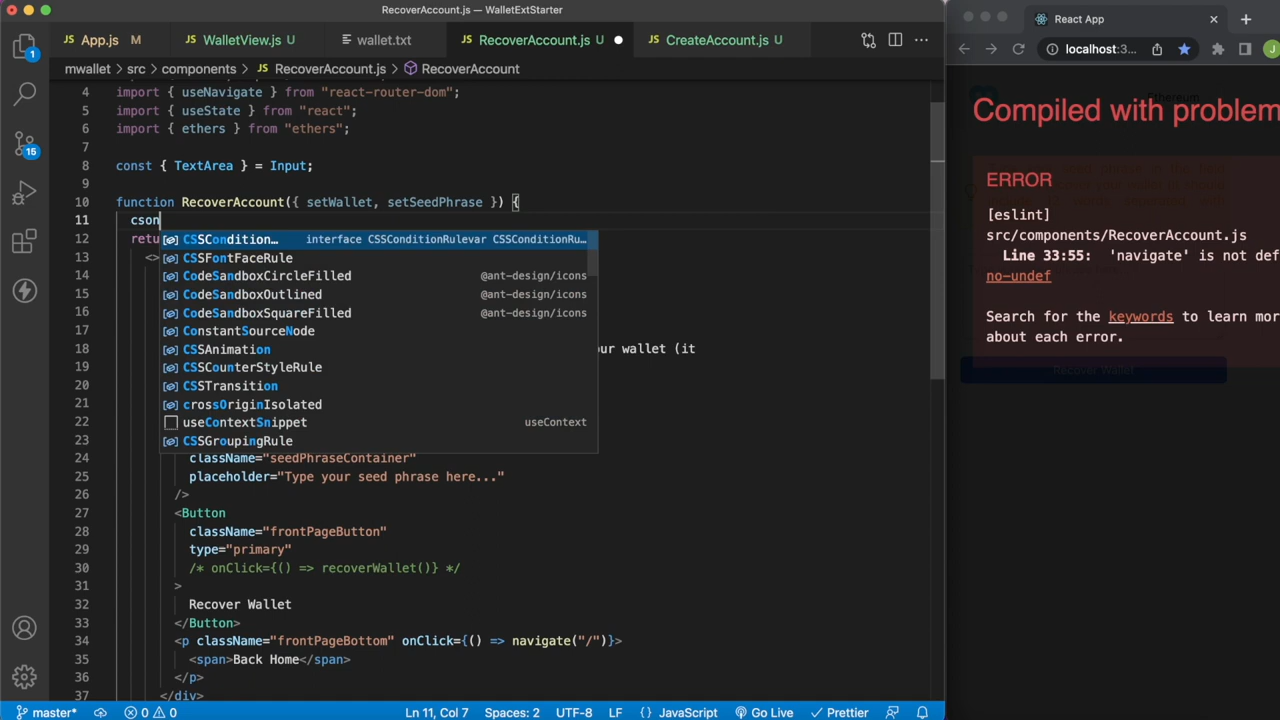 RecoverAccount.js — WalletExtStarter
App.js M
WalletView.js U
wallet.txt
RecoverAccount.js U
CreateAccount.js U
mwallet > src > components > RecoverAccount.js > RecoverAccount
4 import { useNavigate } from "react-router-dom";
5 import { useState } from "react";
6 import { ethers } from "ethers";
7
8 const { TextArea } = Input;
9
10 function RecoverAccount({ setWallet, setSeedPhrase }) {
11 cson
12 retu
13 <>
14
15
16
17
18 our wallet (it
19
20
21
22
23
24 className="seedPhraseContainer"
25 placeholder="Type your seed phrase here..."
26 />
27 <Button
28 className="frontPageButton"
29 type="primary"
30 /* onClick={() => recoverWallet()} */
31 >
32 Recover Wallet
33 </Button>
34 <p className="frontPageBottom" onClick={() => navigate("/")}>
35 <span>Back Home</span>
36 </p>
37 </div>
CSSCondition… interface CSSConditionRulevar CSSConditionRu…
CSSFontFaceRule
CodeSandboxCircleFilled @ant-design/icons
CodeSandboxOutlined @ant-design/icons
CodeSandboxSquareFilled @ant-design/icons
ConstantSourceNode
CSSAnimation
CSSCounterStyleRule
CSSTransition
crossOriginIsolated
useContextSnippet useContext
CSSGroupingRule
1
15
master* 0 0 Ln 11, Col 7 Spaces: 2 UTF-8 LF {} JavaScript Go Live Prettier
React App
localhost:3...
J
Ethereum
Compiled with problem
ERROR
[eslint]
src/components/RecoverAccount.js
Line 33:55: 'navigate' is not def
no-undef
Search for the keywords to learn mor
about each error.
Recover Wallet